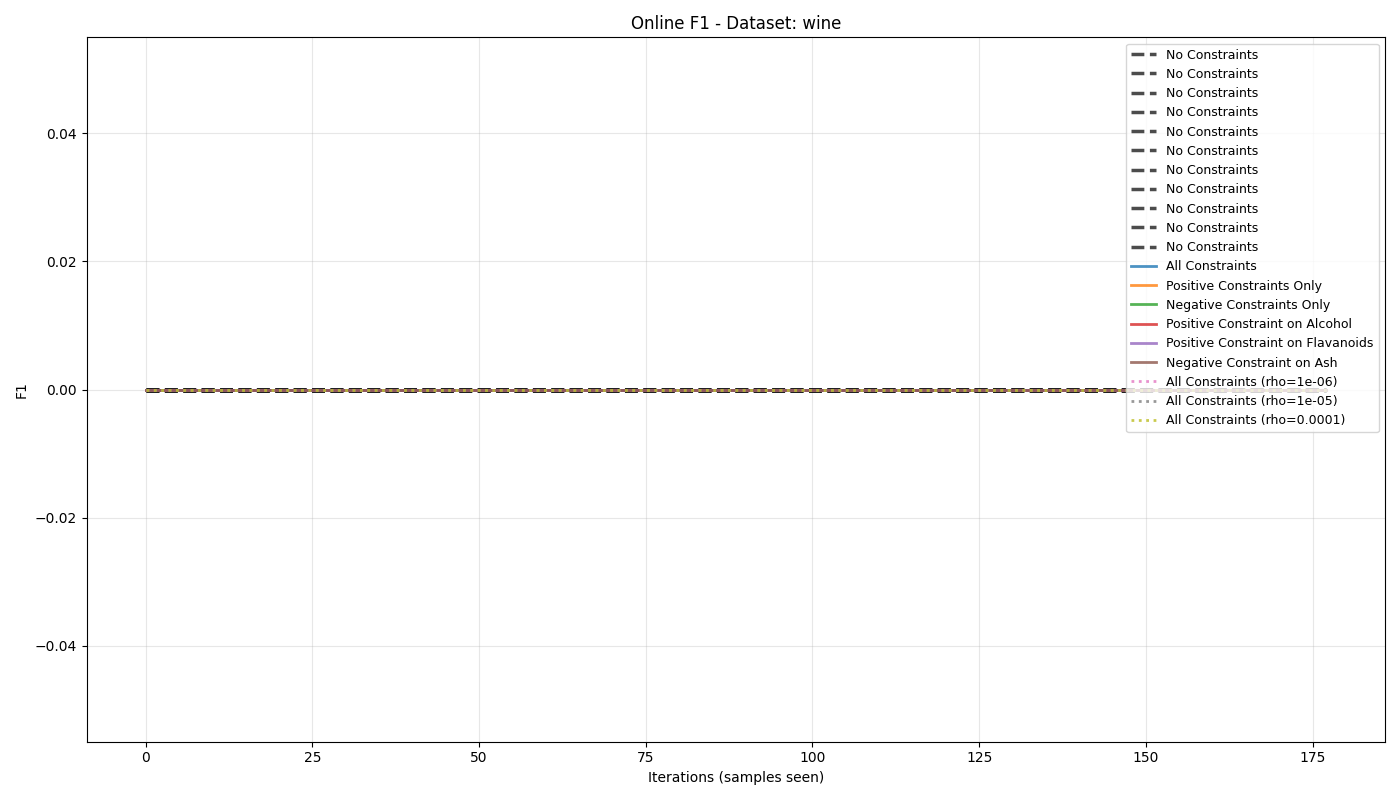 Online F1 - Dataset: wine
No Constraints
No Constraints
No Constraints
No Constraints
No Constraints
No Constraints
No Constraints
No Constraints
No Constraints
No Constraints
No Constraints
All Constraints
Positive Constraints Only
Negative Constraints Only
Positive Constraint on Alcohol
Positive Constraint on Flavanoids
Negative Constraint on Ash
All Constraints (rho=1e-06)
All Constraints (rho=1e-05)
All Constraints (rho=0.0001)
F1
0.04
0.02
0.00
−0.02
−0.04
0 25 50 75 100 125 150 175
Iterations (samples seen)